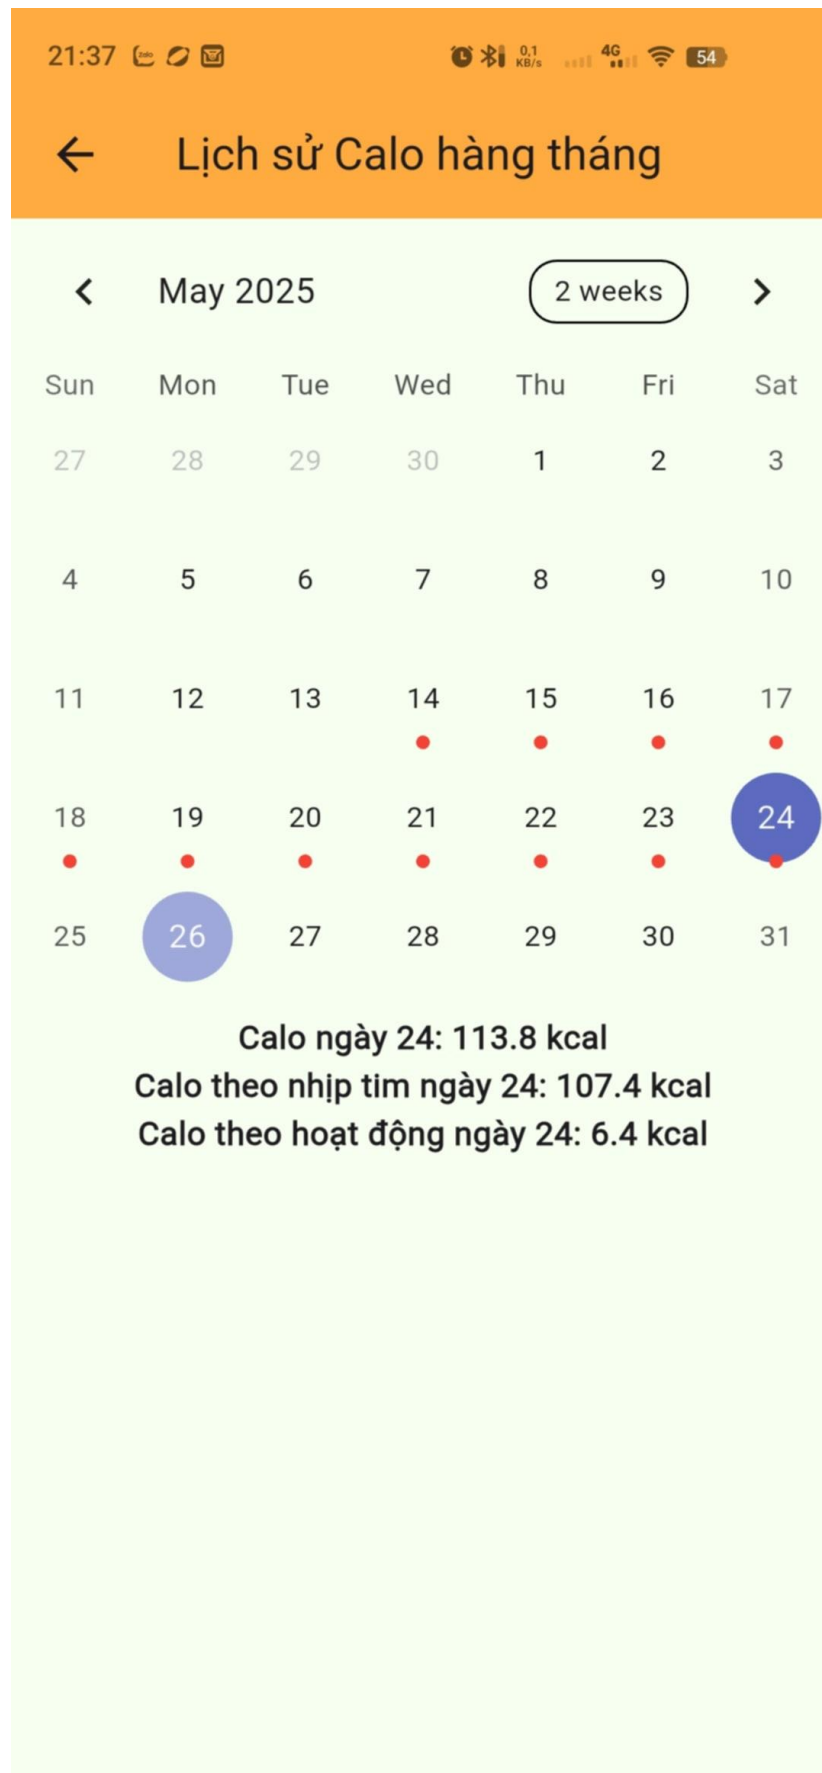 21:37 zalo 0,1 KB/s 4G 54
Lịch sử Calo hàng tháng
May 2025 2 weeks
Sun Mon Tue Wed Thu Fri Sat
27 28 29 30 1 2 3
4 5 6 7 8 9 10
11 12 13 14 15 16 17
18 19 20 21 22 23 24
25 26 27 28 29 30 31
Calo ngày 24: 113.8 kcal
Calo theo nhịp tim ngày 24: 107.4 kcal
Calo theo hoạt động ngày 24: 6.4 kcal